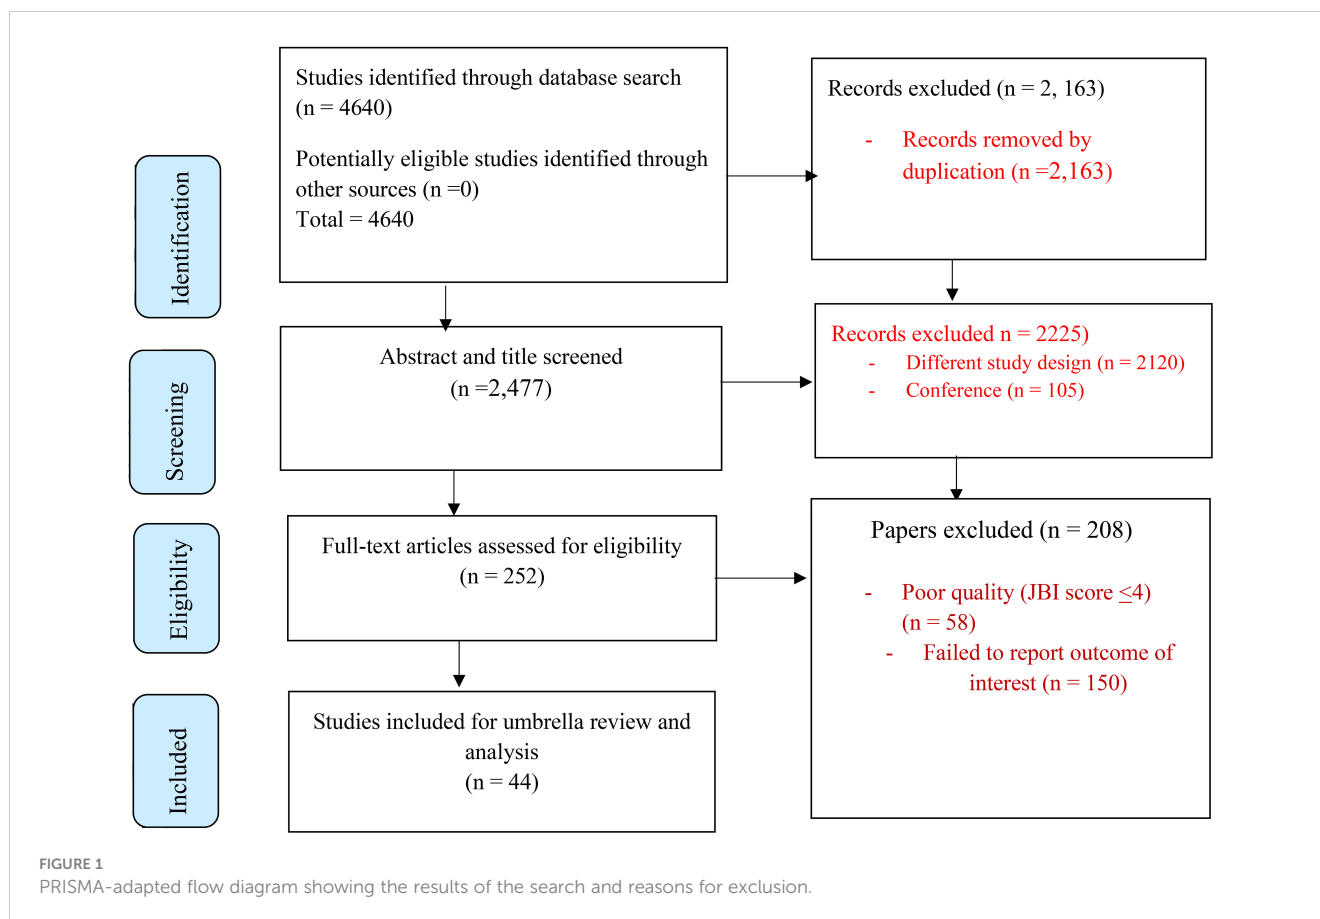 Studies identified through database search
(n = 4640)
Potentially eligible studies identified through
other sources (n =0)
Total = 4640
Records excluded (n = 2, 163)
- Records removed by
duplication (n =2,163)
Identification
Abstract and title screened
(n =2,477)
Records excluded n = 2225)
- Different study design (n = 2120)
- Conference (n = 105)
Screening
Full-text articles assessed for eligibility
(n = 252)
Papers excluded (n = 208)
- Poor quality (JBI score ≤4)
(n = 58)
- Failed to report outcome of
interest (n = 150)
Eligibility
Studies included for umbrella review and
analysis
(n = 44)
Included
FIGURE 1
PRISMA-adapted flow diagram showing the results of the search and reasons for exclusion.